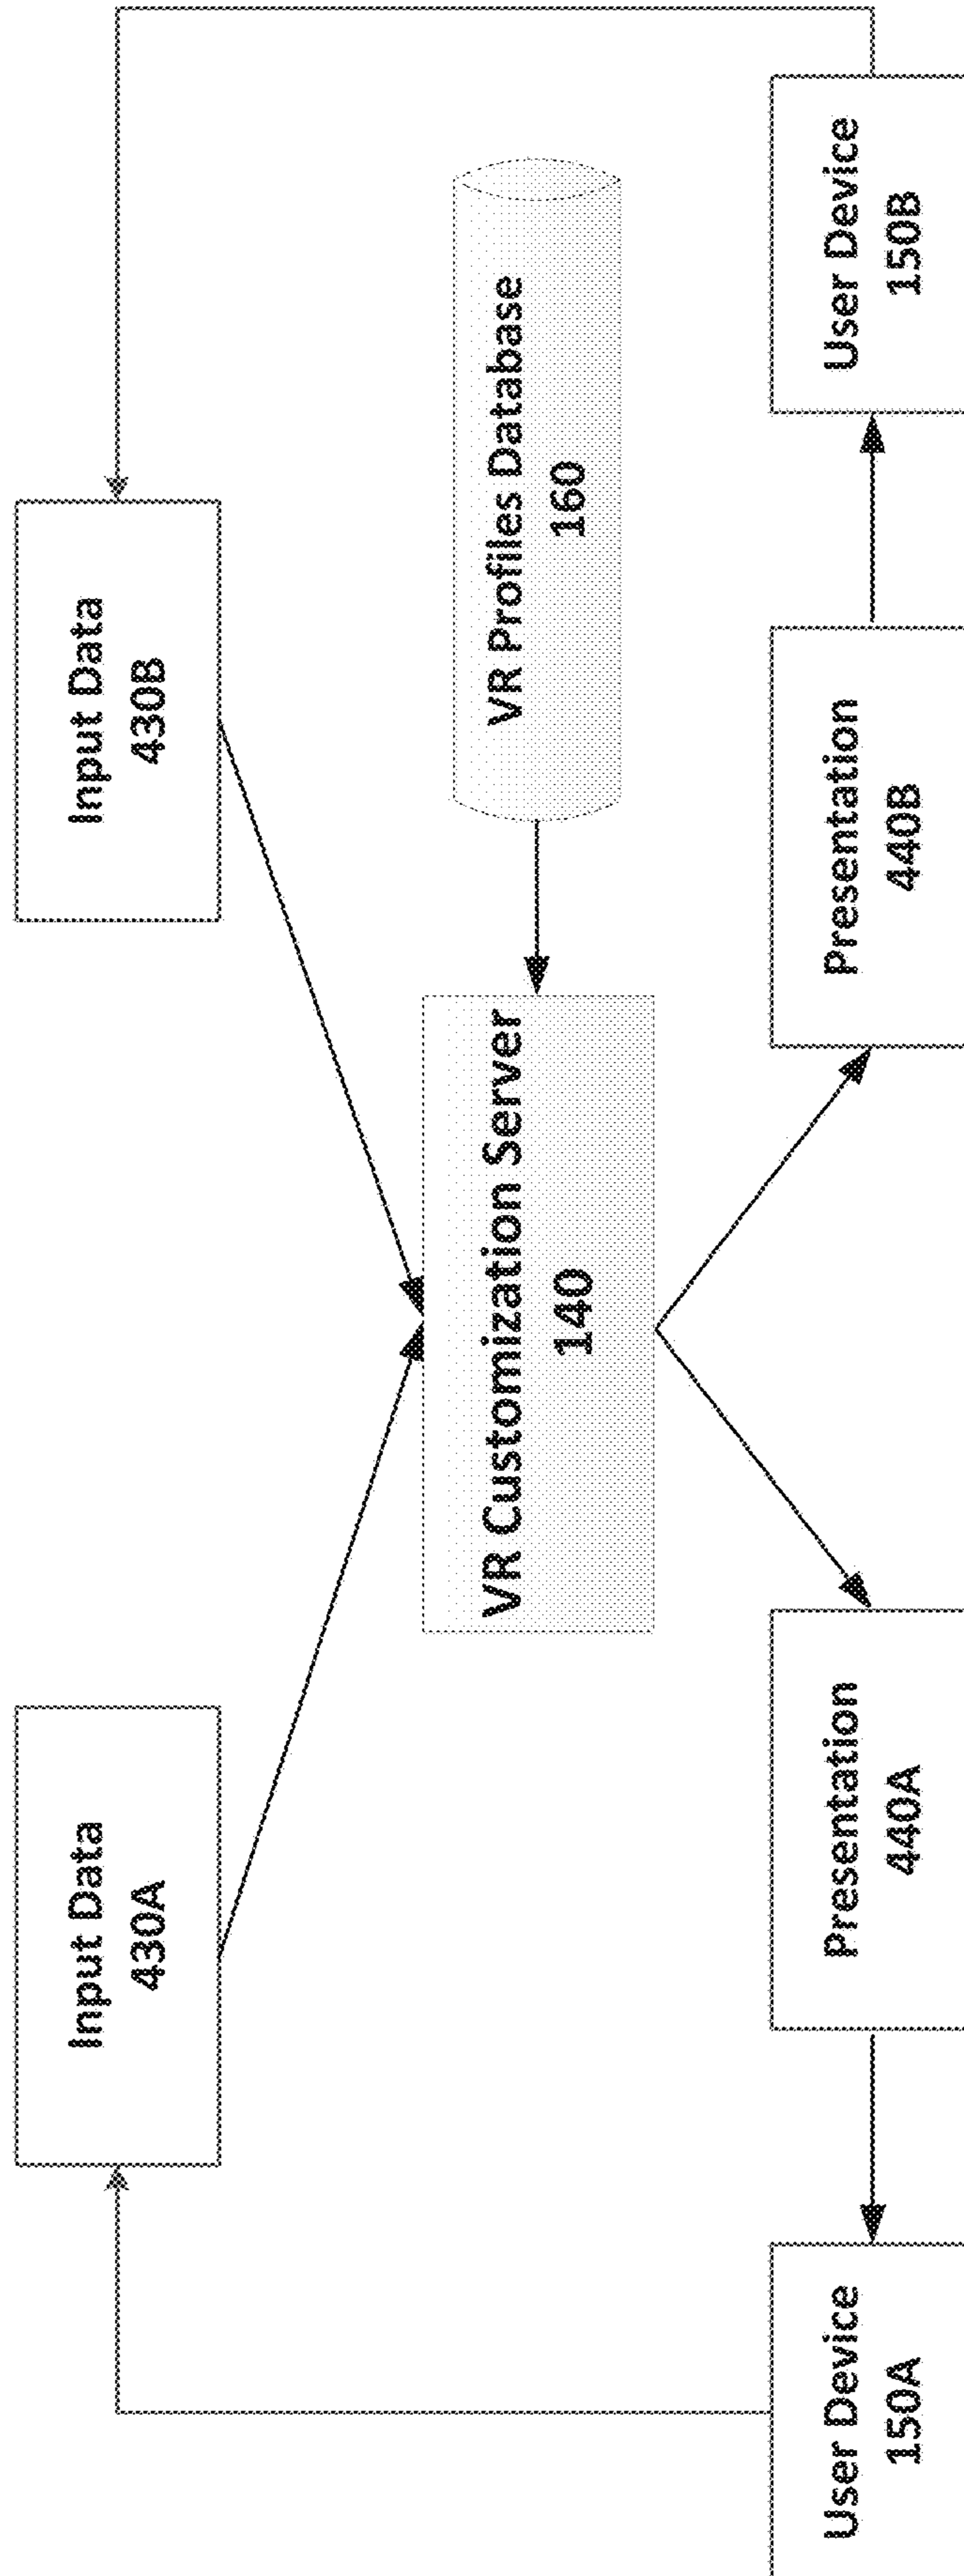 Input Data
430A
Input Data
430B
VR Customization Server
140
VR Profiles Database
160
User Device
150A
Presentation
440A
Presentation
440B
User Device
150B